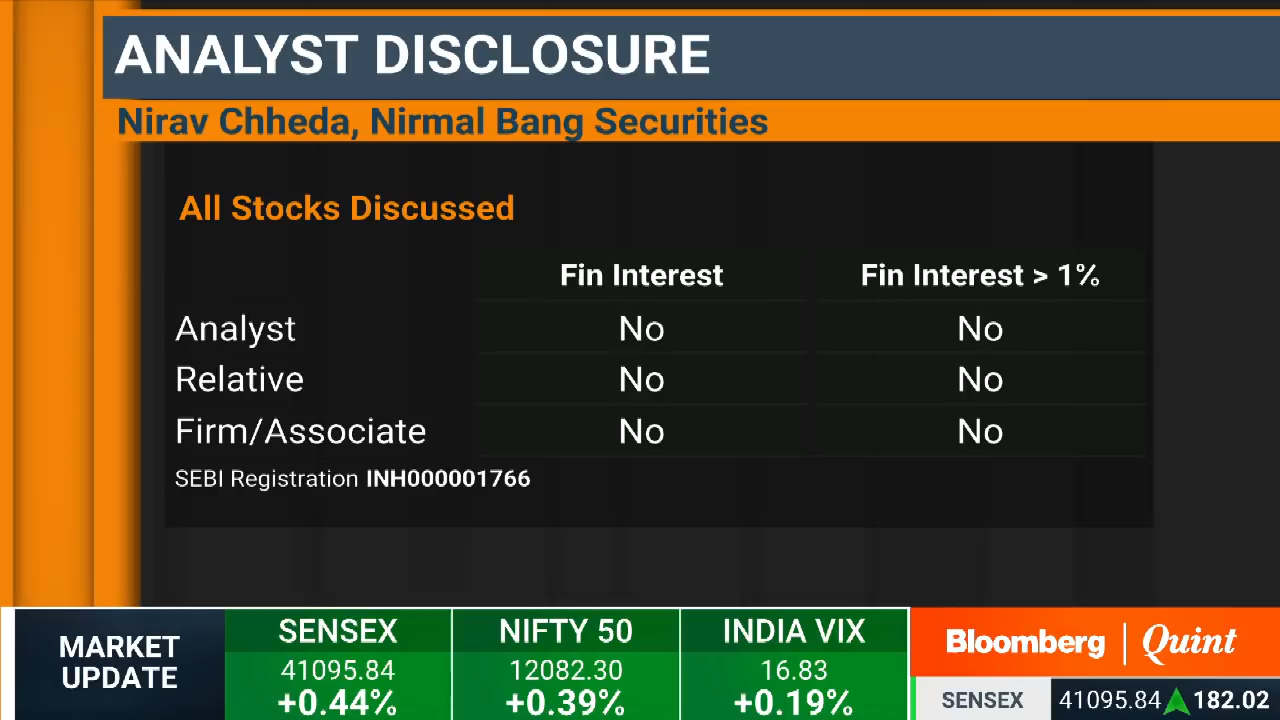 ANALYST DISCLOSURE
Nirav Chheda, Nirmal Bang Securities
All Stocks Discussed
Fin Interest Fin Interest > 1%
Analyst No No
Relative No No
Firm/Associate No No
SEBI Registration INH000001766
MARKET UPDATE
SENSEX
41095.84
+0.44%
NIFTY 50
12082.30
+0.39%
INDIA VIX
16.83
+0.19%
Bloomberg | Quint
SENSEX 41095.84 182.02